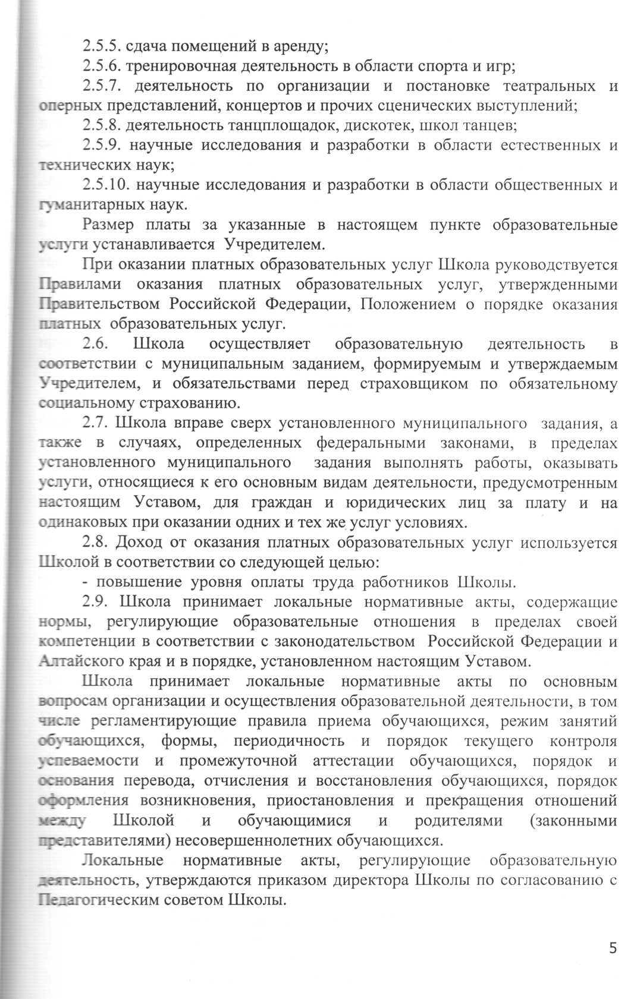 2.5.5. сдача помещений в аренду;
2.5.6. тренировочная деятельность в области спорта и игр;
2.5.7. деятельность по организации и постановке театральных и
оперных представлений, концертов и прочих сценических выступлений;
2.5.8. деятельность танцплощадок, дискотек, школ танцев;
2.5.9. научные исследования и разработки в области естественных и
технических наук;
2.5.10. научные исследования и разработки в области общественных и
гуманитарных наук.
Размер платы за указанные в настоящем пункте образовательные
услуги устанавливается Учредителем.
При оказании платных образовательных услуг Школа руководствуется
Правилами оказания платных образовательных услуг, утвержденными
Правительством Российской Федерации, Положением о порядке оказания
платных образовательных услуг.
2.6. Школа осуществляет образовательную деятельность в
соответствии с муниципальным заданием, формируемым и утверждаемым
Учредителем, и обязательствами перед страховщиком по обязательному
социальному страхованию.
2.7. Школа вправе сверх установленного муниципального задания, а
также в случаях, определенных федеральными законами, в пределах
установленного муниципального задания выполнять работы, оказывать
услуги, относящиеся к его основным видам деятельности, предусмотренным
настоящим Уставом, для граждан и юридических лиц за плату и на
одинаковых при оказании одних и тех же услуг условиях.
2.8. Доход от оказания платных образовательных услуг используется
Школой в соответствии со следующей целью:
- повышение уровня оплаты труда работников Школы.
2.9. Школа принимает локальные нормативные акты, содержащие
нормы, регулирующие образовательные отношения в пределах своей
компетенции в соответствии с законодательством Российской Федерации и
Алтайского края и в порядке, установленном настоящим Уставом.
Школа принимает локальные нормативные акты по основным
вопросам организации и осуществления образовательной деятельности, в том
числе регламентирующие правила приема обучающихся, режим занятий
обучающихся, формы, периодичность и порядок текущего контроля
успеваемости и промежуточной аттестации обучающихся, порядок и
основания перевода, отчисления и восстановления обучающихся, порядок
оформления возникновения, приостановления и прекращения отношений
между Школой и обучающимися и родителями (законными
представителями) несовершеннолетних обучающихся.
Локальные нормативные акты, регулирующие образовательную
деятельность, утверждаются приказом директора Школы по согласованию с
Педагогическим советом Школы.
5